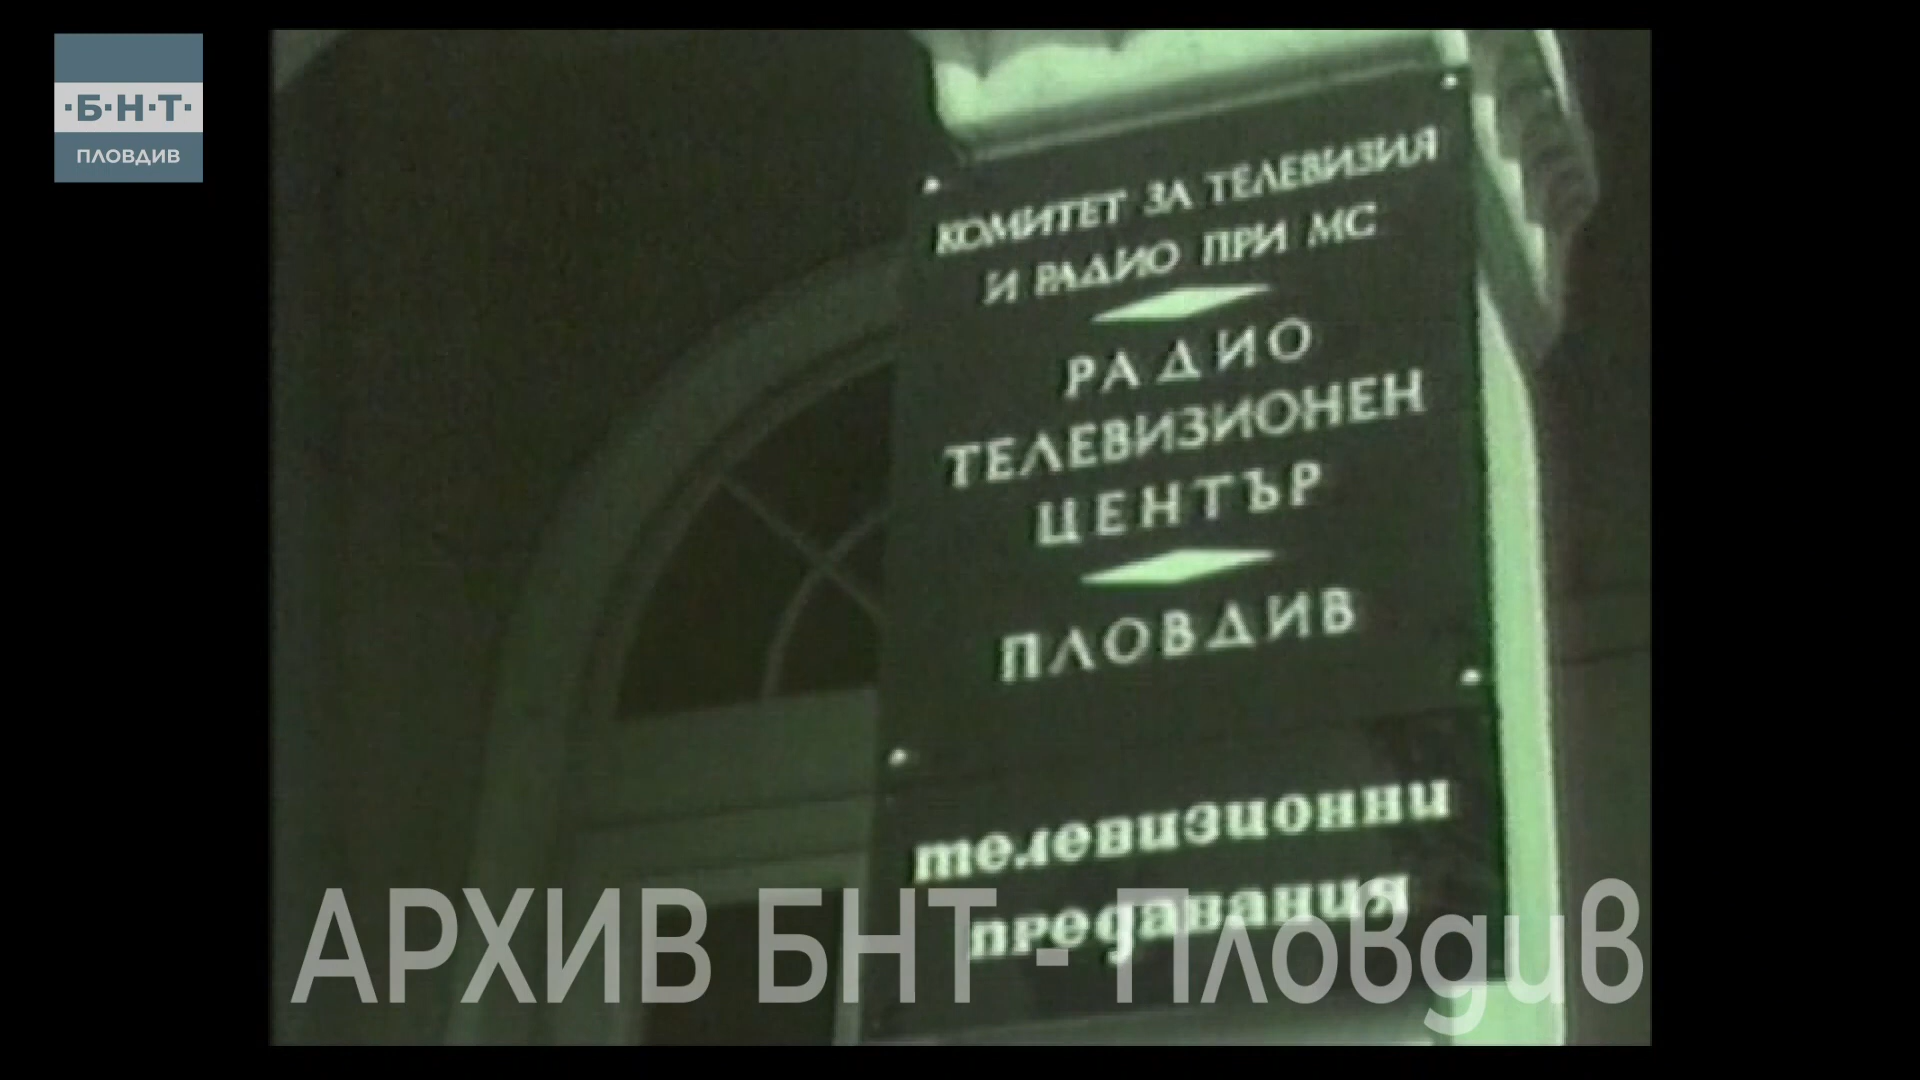 ·Б·Н·Т·
ПЛОВДИВ
КОМИТЕТ ЗА ТЕЛЕВИЗИЯ
И РАДИО ПРИ МС
РАДИО
ТЕЛЕВИЗИОНЕН
ЦЕНТЪР
ПЛОВДИВ
телевизионни
предавания
АРХИВ БНТ - Пловдив